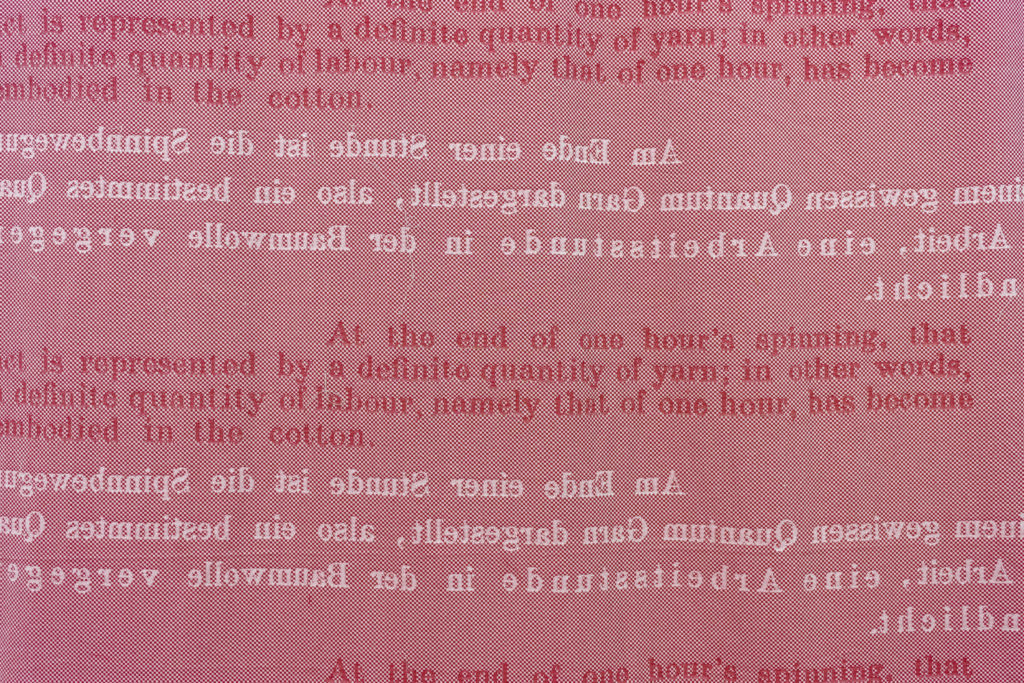 At the end of one hour's spinning, that
ct is represented by a definite quantity of yarn; in other words,
definite quantity of labour, namely that of one hour, has become
mbodied in the cotton.
Am Ende einer Stunde ist die Spinnbewegu
inem gewissen Quantum Garn dargestellt, also ein bestimmtes Qua
Arbeit, eine Arbeitsstunde in der Baumwolle vergege
ndlicht.
At the end of one hour's spinning, that
ct is represented by a definite quantity of yarn; in other words,
definite quantity of labour, namely that of one hour, has become
mbodied in the cotton.
Am Ende einer Stunde ist die Spinnbewegu
inem gewissen Quantum Garn dargestellt, also ein bestimmtes Qua
Arbeit, eine Arbeitsstunde in der Baumwolle vergege
ndlicht.
At the end of one hour's spinning, that